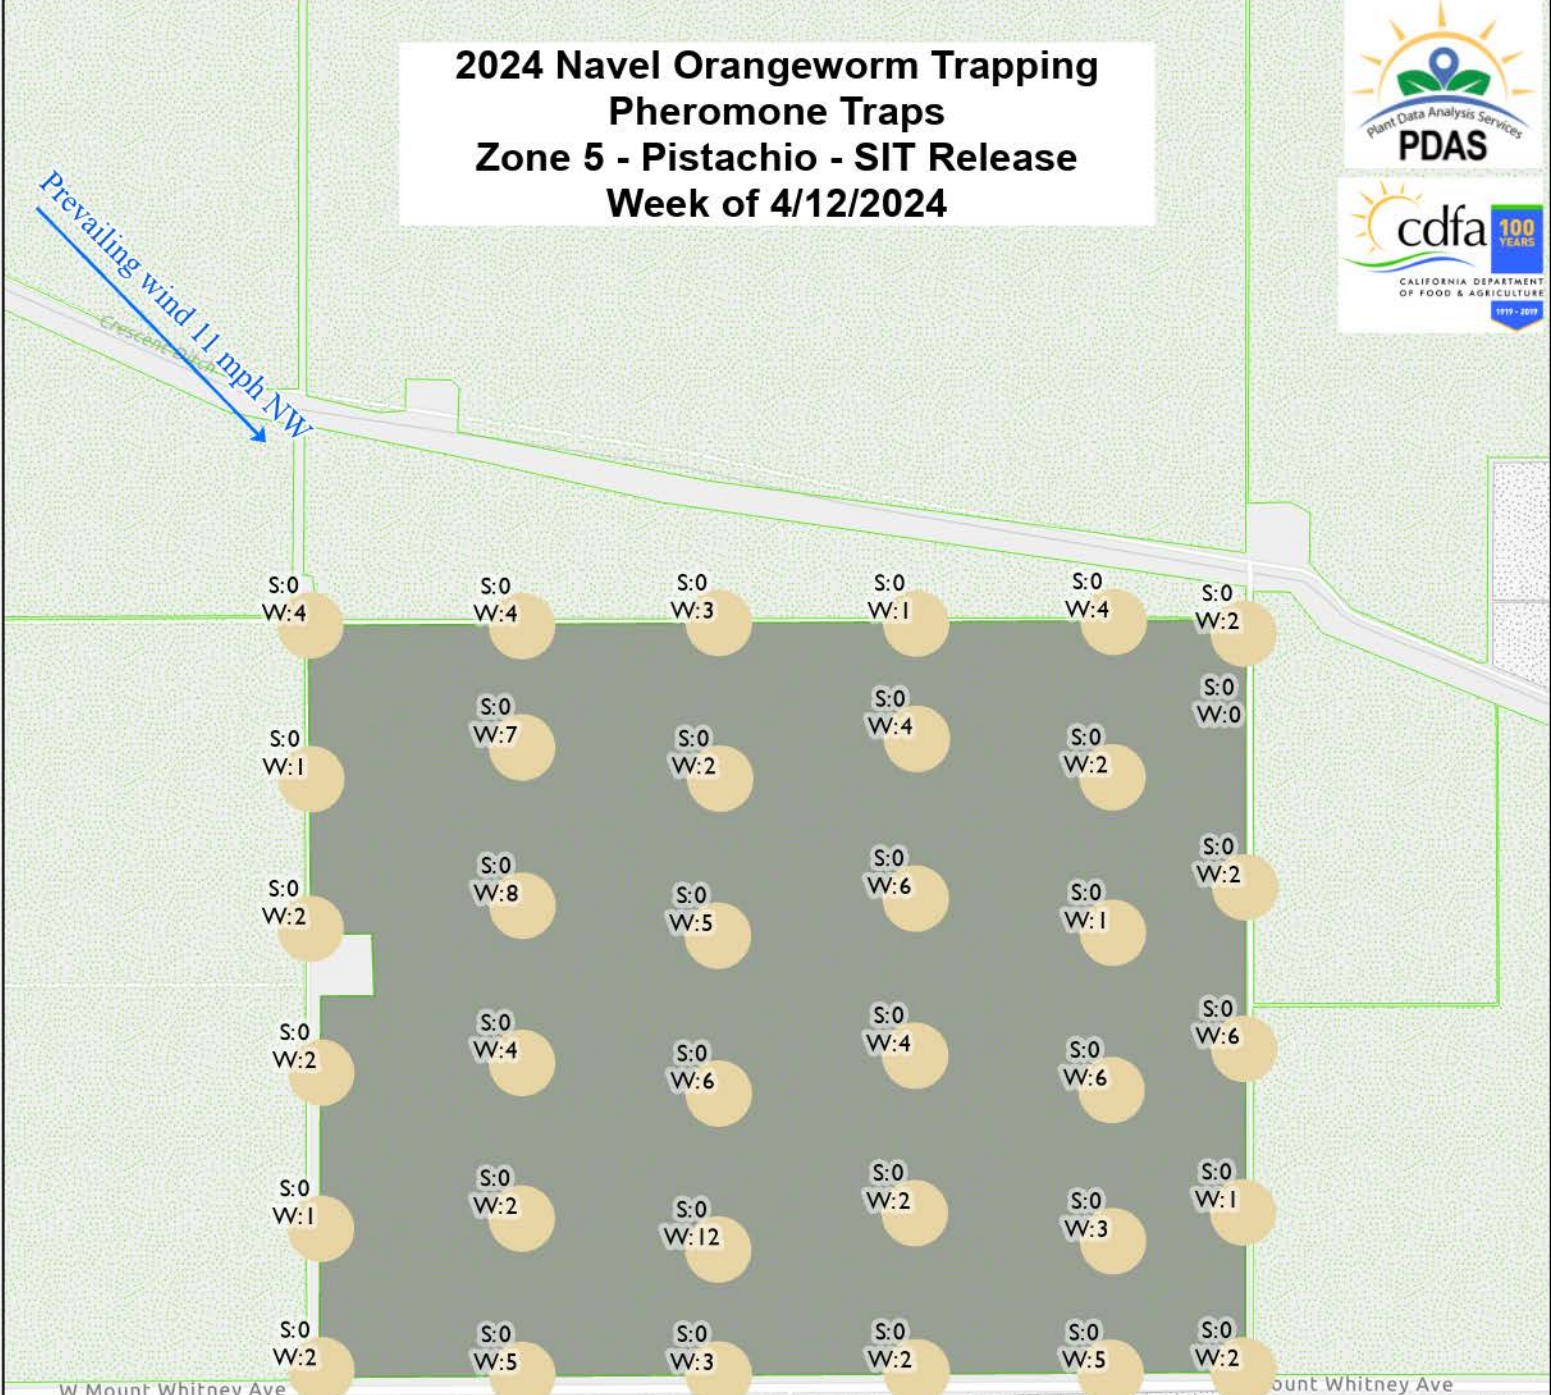 2024 Navel Orangeworm Trapping
Pheromone Traps
Zone 5 - Pistachio - SIT Release
Week of 4/12/2024
Plant Data Analysis Services
PDAS
cdfa
100
YEARS
CALIFORNIA DEPARTMENT
OF FOOD & AGRICULTURE
1919 - 2019
Prevailing wind 11 mph NW
Crescent Ditch
S:0
W:4
S:0
W:4
S:0
W:3
S:0
W:1
S:0
W:4
S:0
W:2
S:0
W:1
S:0
W:7
S:0
W:2
S:0
W:4
S:0
W:2
S:0
W:0
S:0
W:2
S:0
W:8
S:0
W:5
S:0
W:6
S:0
W:1
S:0
W:2
S:0
W:2
S:0
W:4
S:0
W:6
S:0
W:4
S:0
W:6
S:0
W:6
S:0
W:1
S:0
W:2
S:0
W:12
S:0
W:2
S:0
W:3
S:0
W:1
S:0
W:2
S:0
W:5
S:0
W:3
S:0
W:2
S:0
W:5
S:0
W:2
W Mount Whitney Ave
ount Whitney Ave